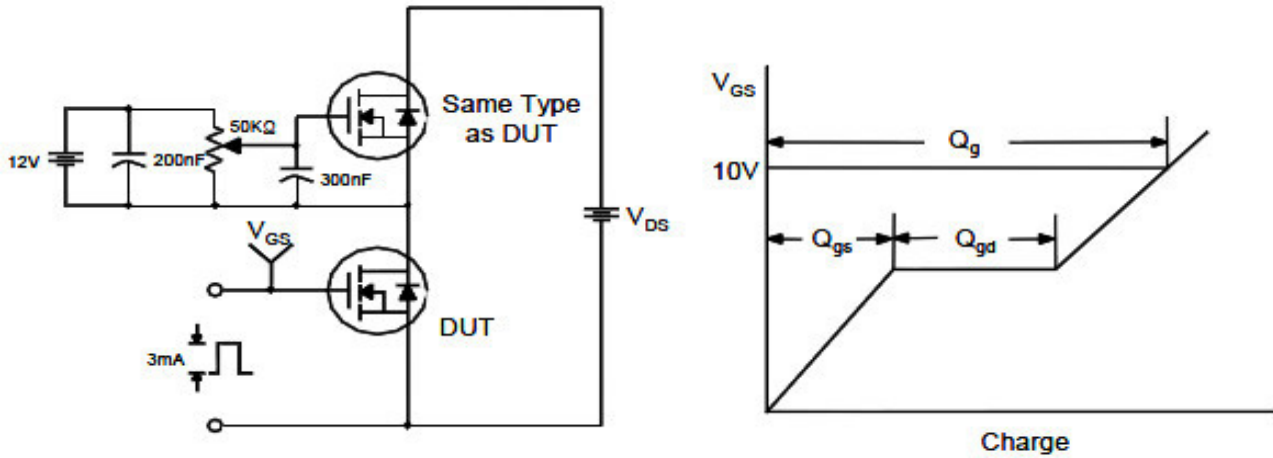 12V
200nF
50KΩ
300nF
Same Type
as DUT
V_GS
DUT
3mA
V_DS
V_GS
10V
Q_g
Q_gs
Q_gd
Charge